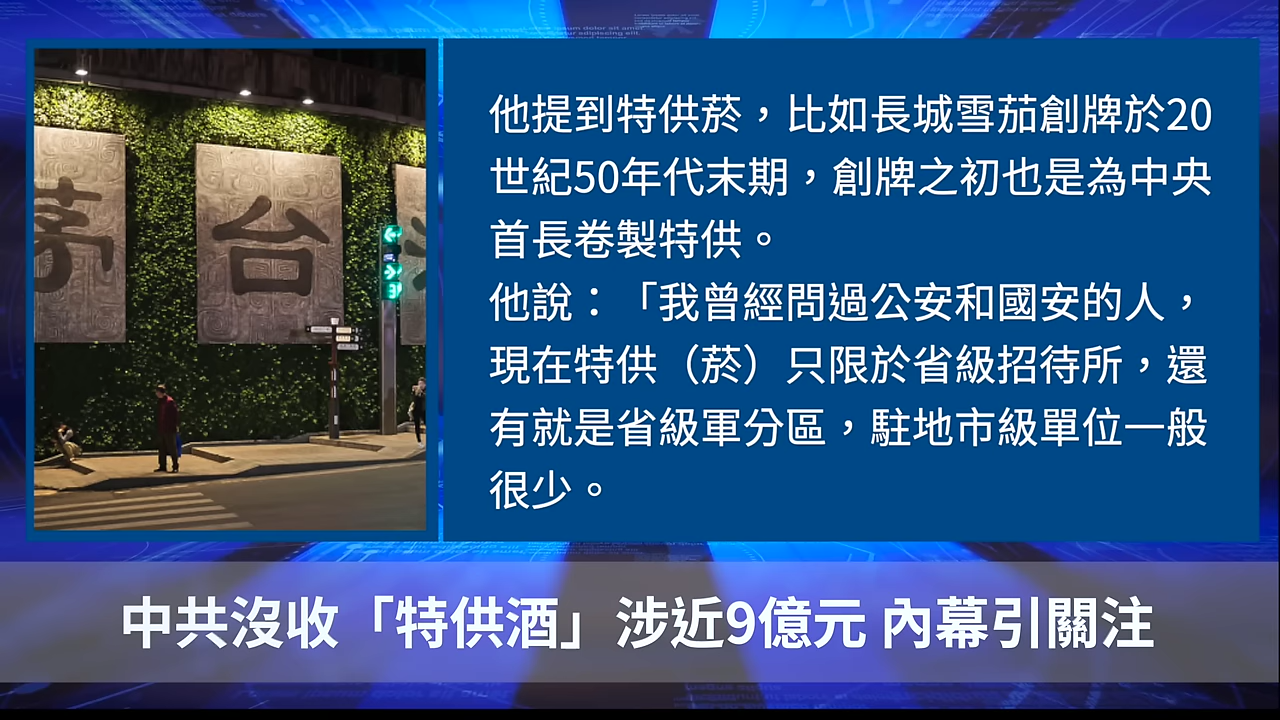 茅
台
他提到特供菸，比如長城雪茄創牌於20
世紀50年代末期，創牌之初也是為中央
首長卷製特供。
他說：「我曾經問過公安和國安的人，
現在特供（菸）只限於省級招待所，還
有就是省級軍分區，駐地市級單位一般
很少。
中共沒收「特供酒」涉近9億元 內幕引關注